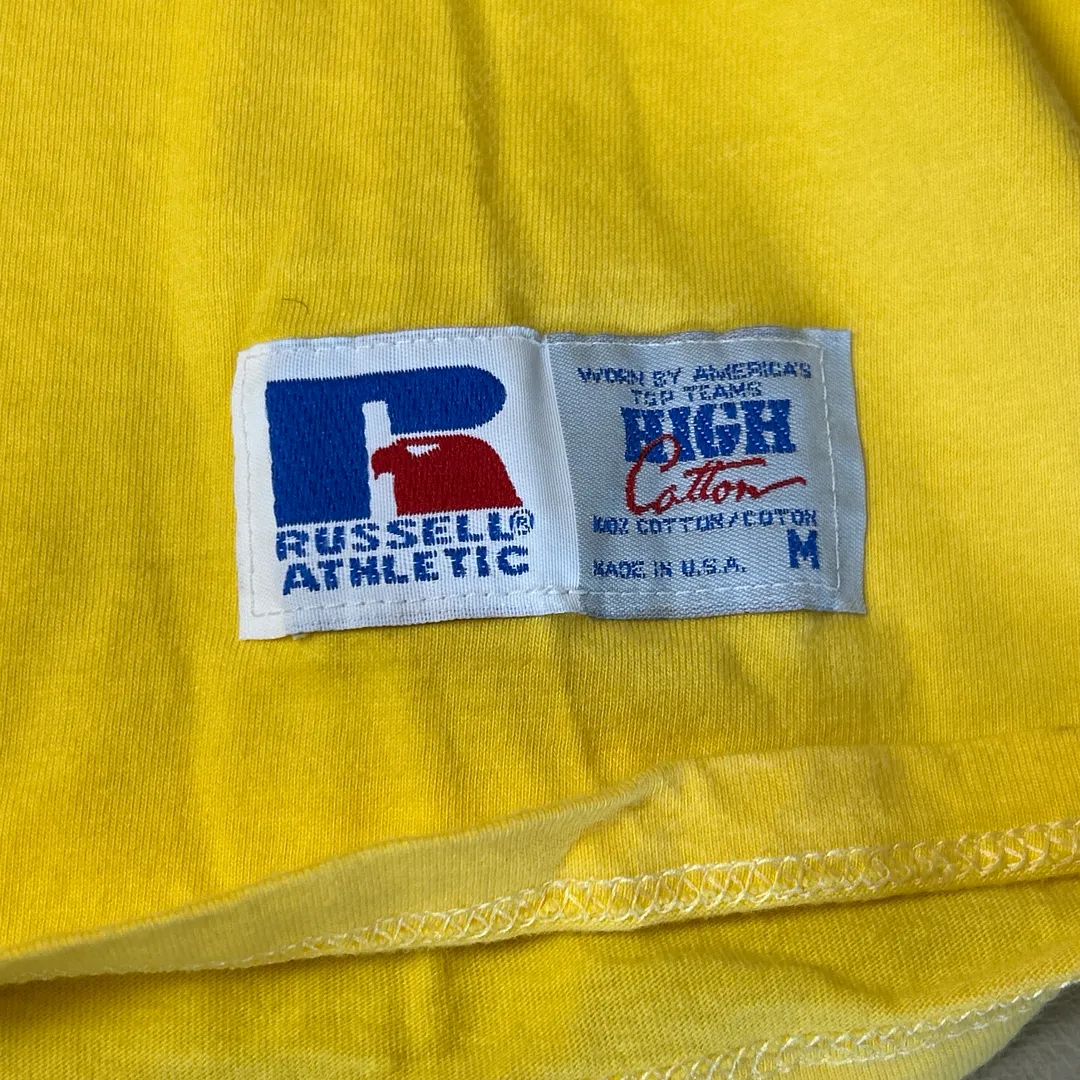 RUSSELL®
ATHLETIC
WORN BY AMERICA'S
TOP TEAMS
HIGH
Cotton
100% COTTON/COTON
M
MADE IN U.S.A.